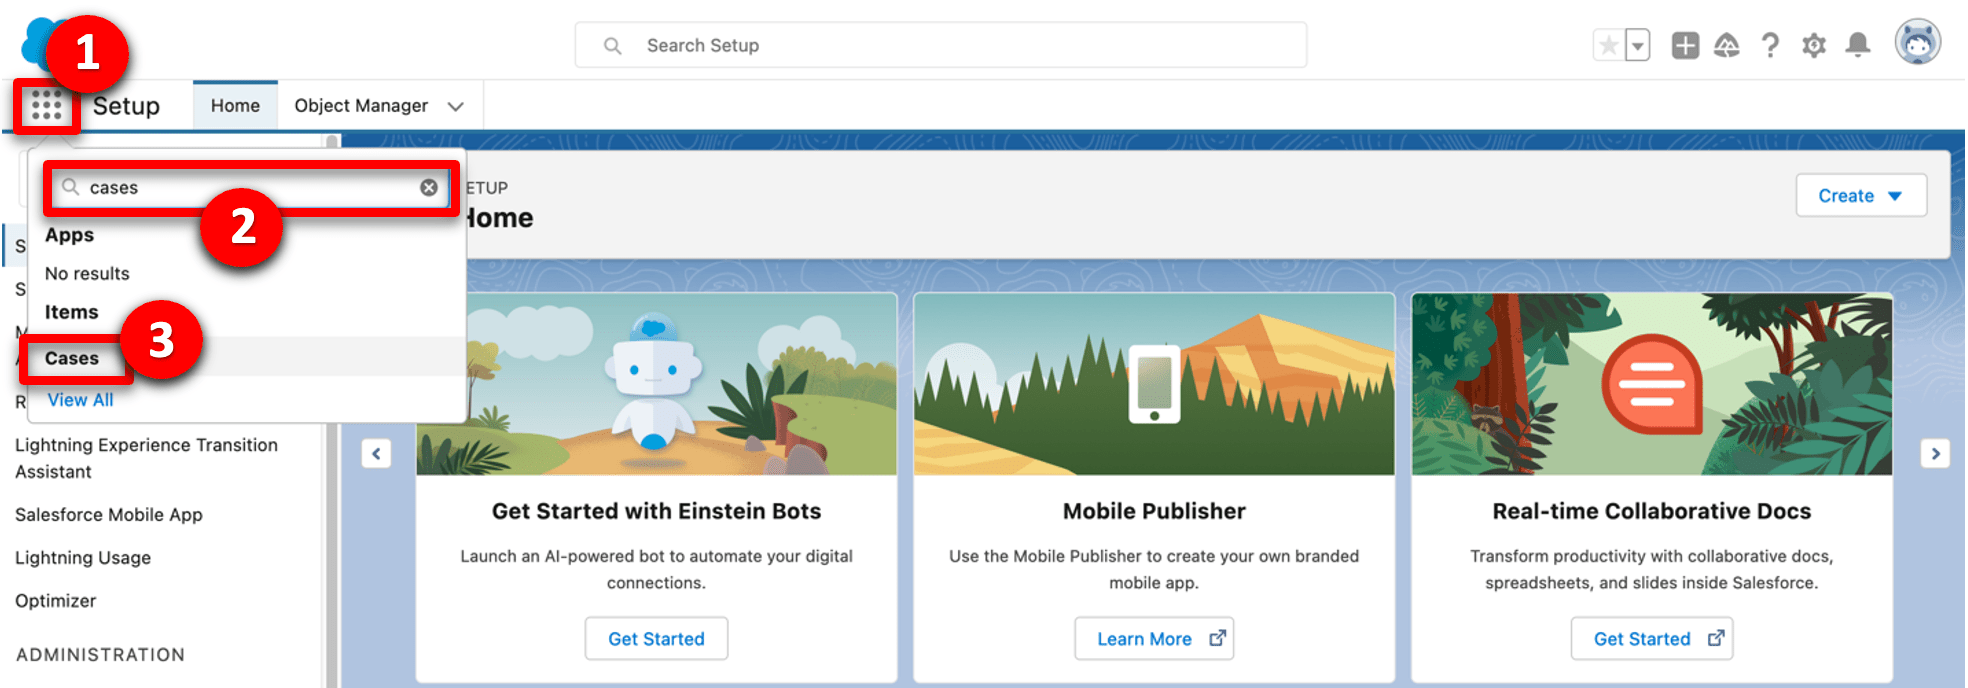 1
Search Setup
Setup
Home
Object Manager
cases
2
Apps
No results
Items
3
Cases
View All
S
S
M
A
R
Lightning Experience Transition
Assistant
Salesforce Mobile App
Lightning Usage
Optimizer
ADMINISTRATION
ETUP
Home
Create
Get Started with Einstein Bots
Launch an AI-powered bot to automate your digital
connections.
Get Started
Mobile Publisher
Use the Mobile Publisher to create your own branded
mobile app.
Learn More
Real-time Collaborative Docs
Transform productivity with collaborative docs,
spreadsheets, and slides inside Salesforce.
Get Started